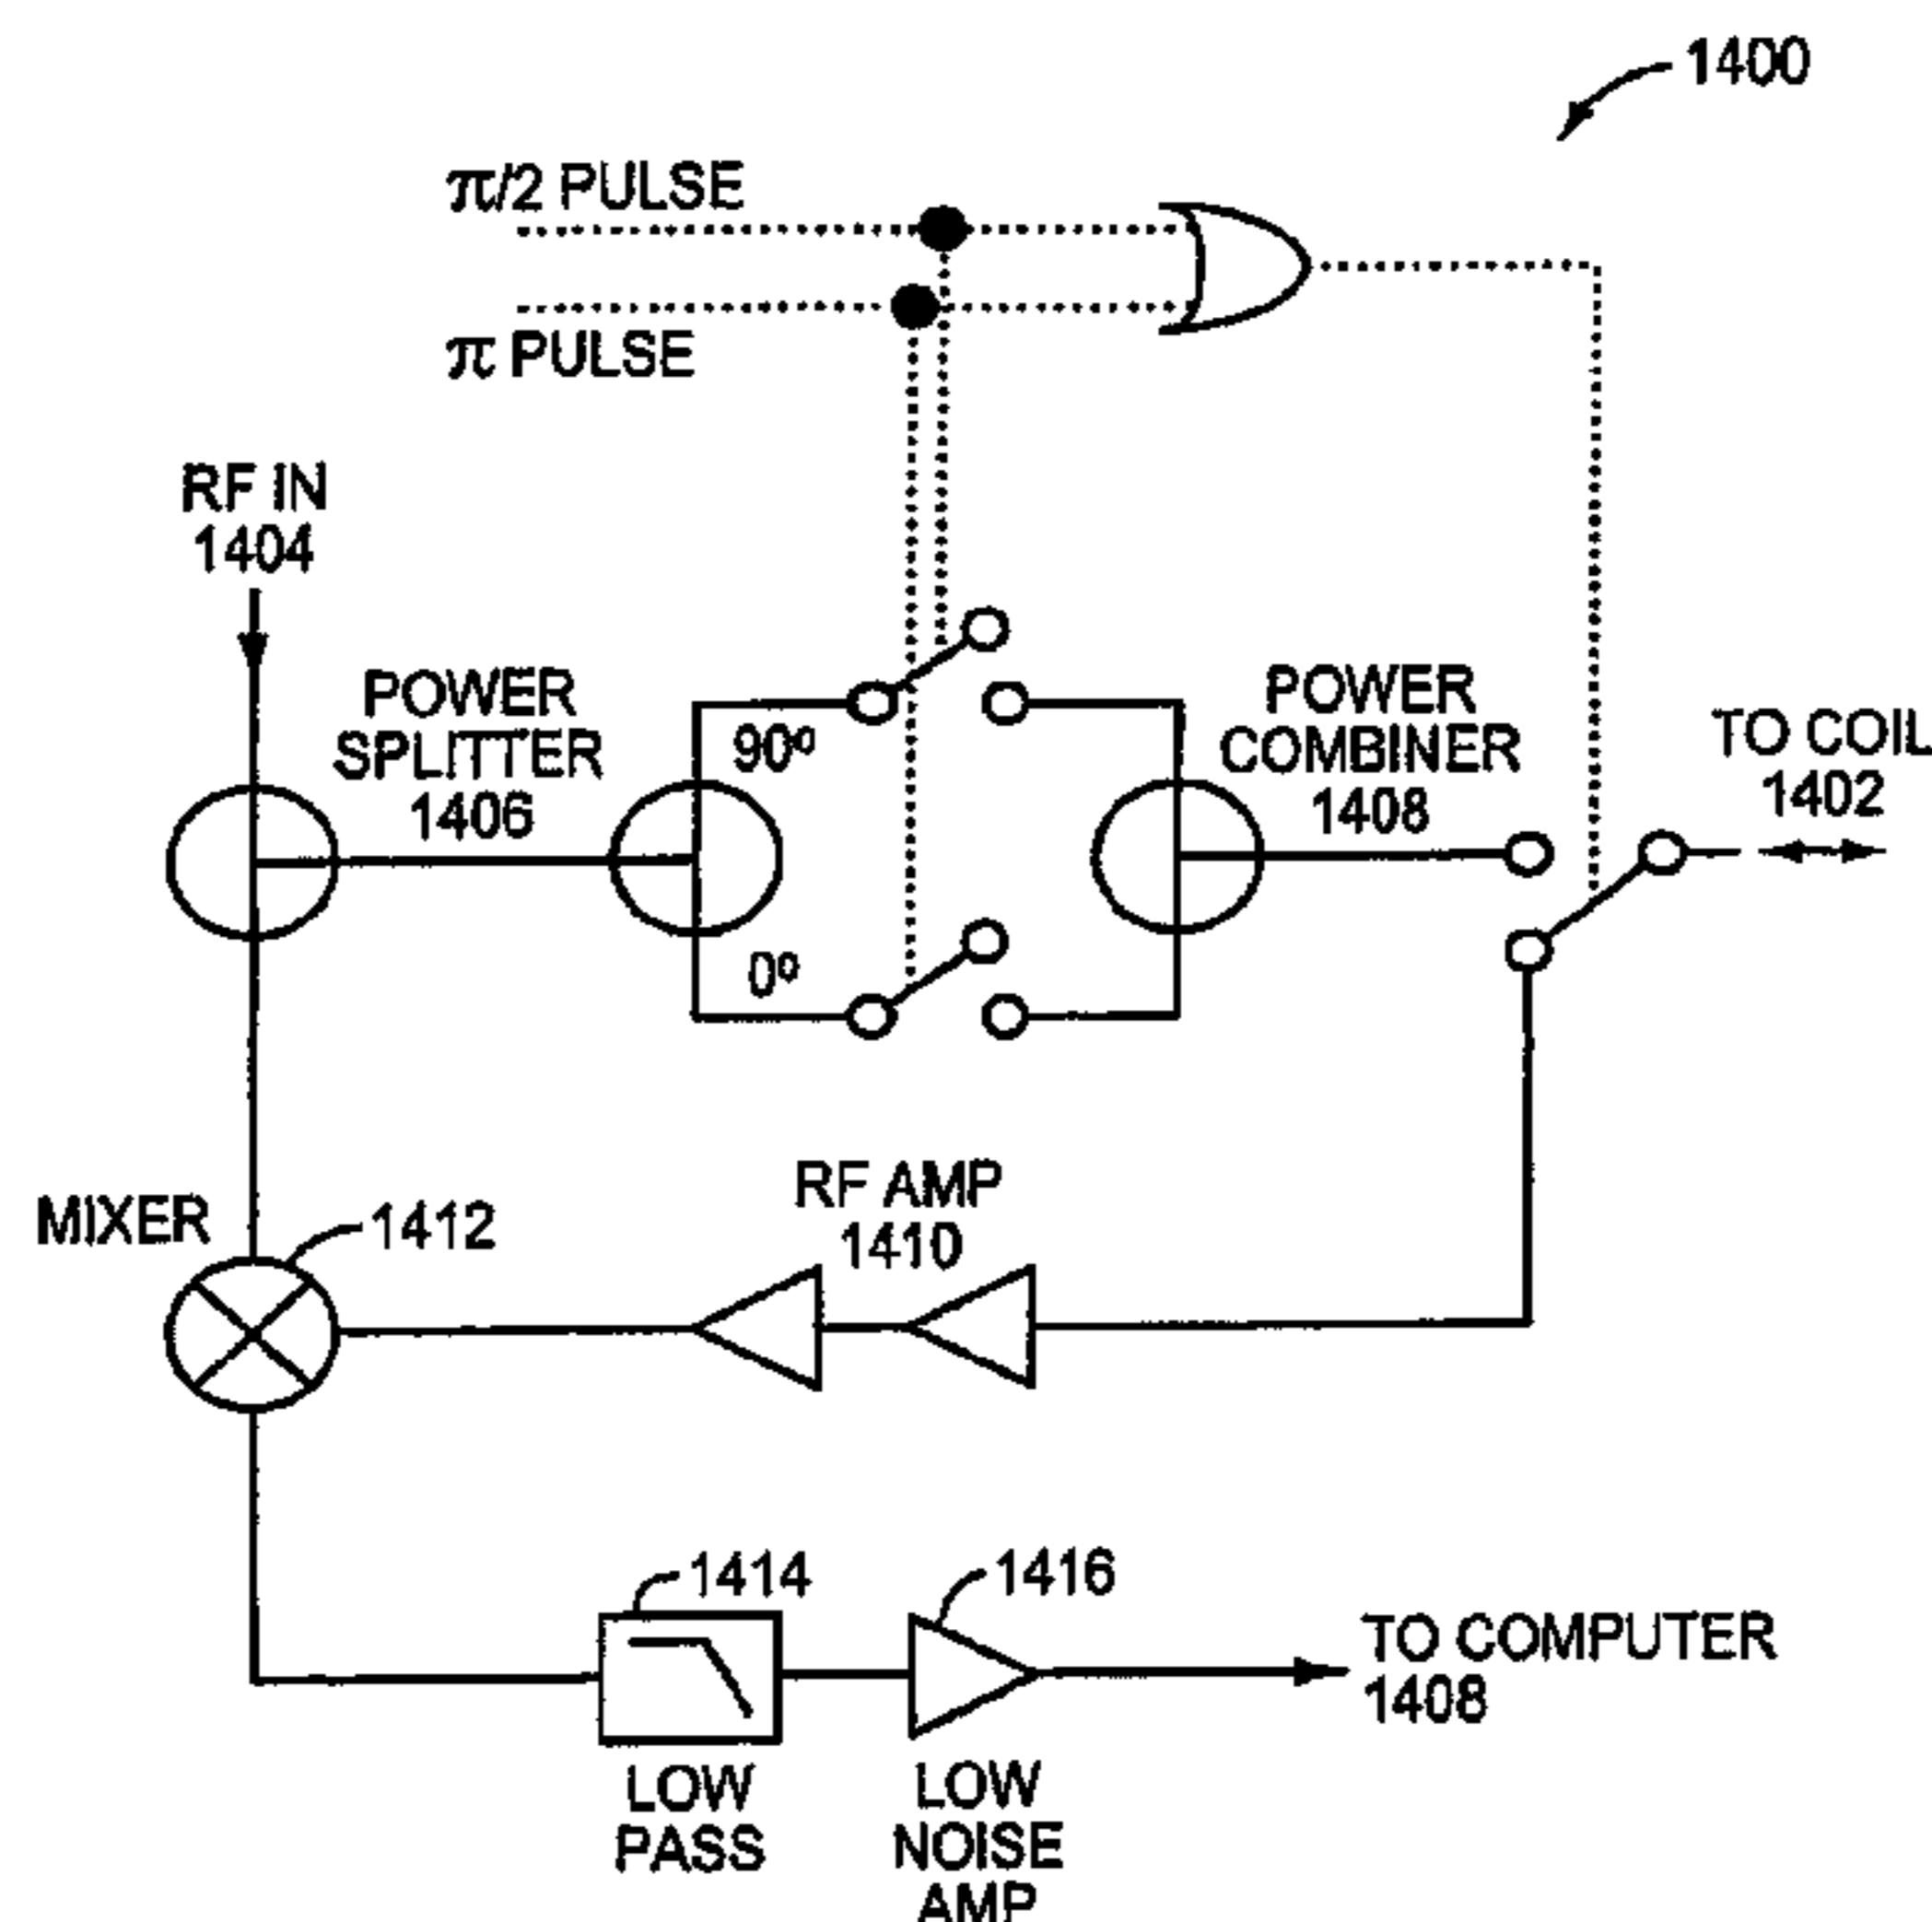 1400
π/2 PULSE
π PULSE
RF IN
1404
POWER
SPLITTER
1406
90º
0º
POWER
COMBINER
1408
TO COIL
1402
MIXER
1412
RF AMP
1410
1414
LOW
PASS
1416
LOW
NOISE
AMP
TO COMPUTER
1408